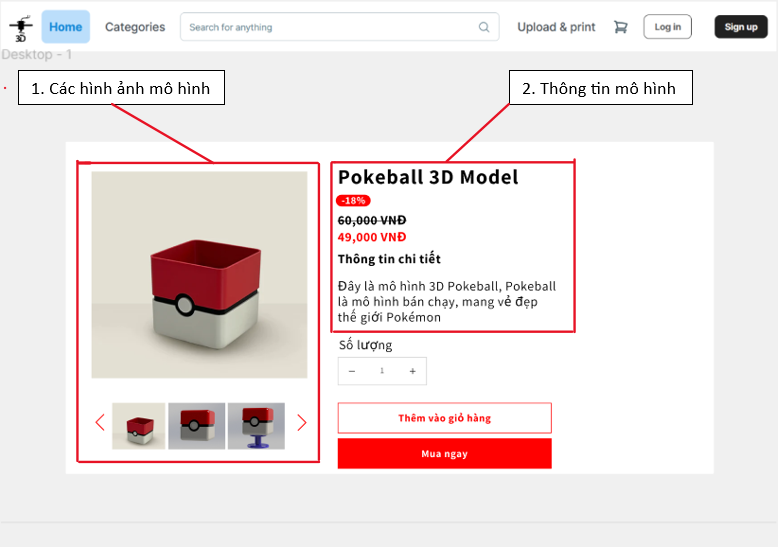 3D
Home
Categories
Search for anything
Upload & print
Log in
Sign up
Desktop - 1
1. Các hình ảnh mô hình
2. Thông tin mô hình
Pokeball 3D Model
-18%
60,000 VNĐ
49,000 VNĐ
Thông tin chi tiết
Đây là mô hình 3D Pokeball, Pokeball
là mô hình bán chạy, mang vẻ đẹp
thế giới Pokémon
Số lượng
− 1 +
Thêm vào giỏ hàng
Mua ngay